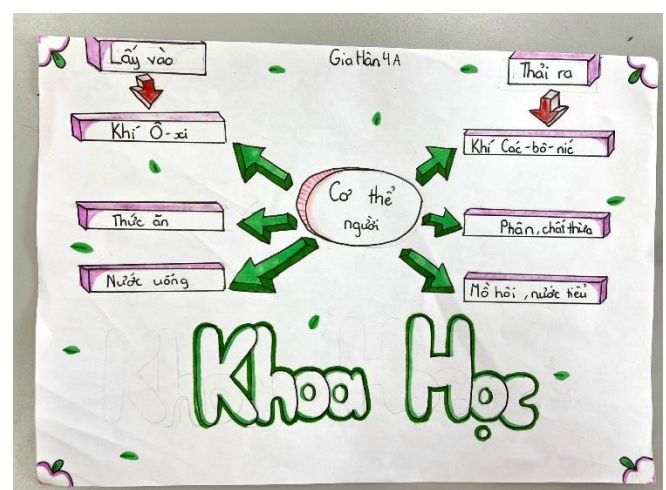 Lấy vào
Gia Hân 4A
Thải ra
Khí Ô-xi
Khí Các-bô-níc
Cơ thể
người
Thức ăn
Phân, chất thừa
Nước uống
Mồ hôi, nước tiểu
Khoa Học